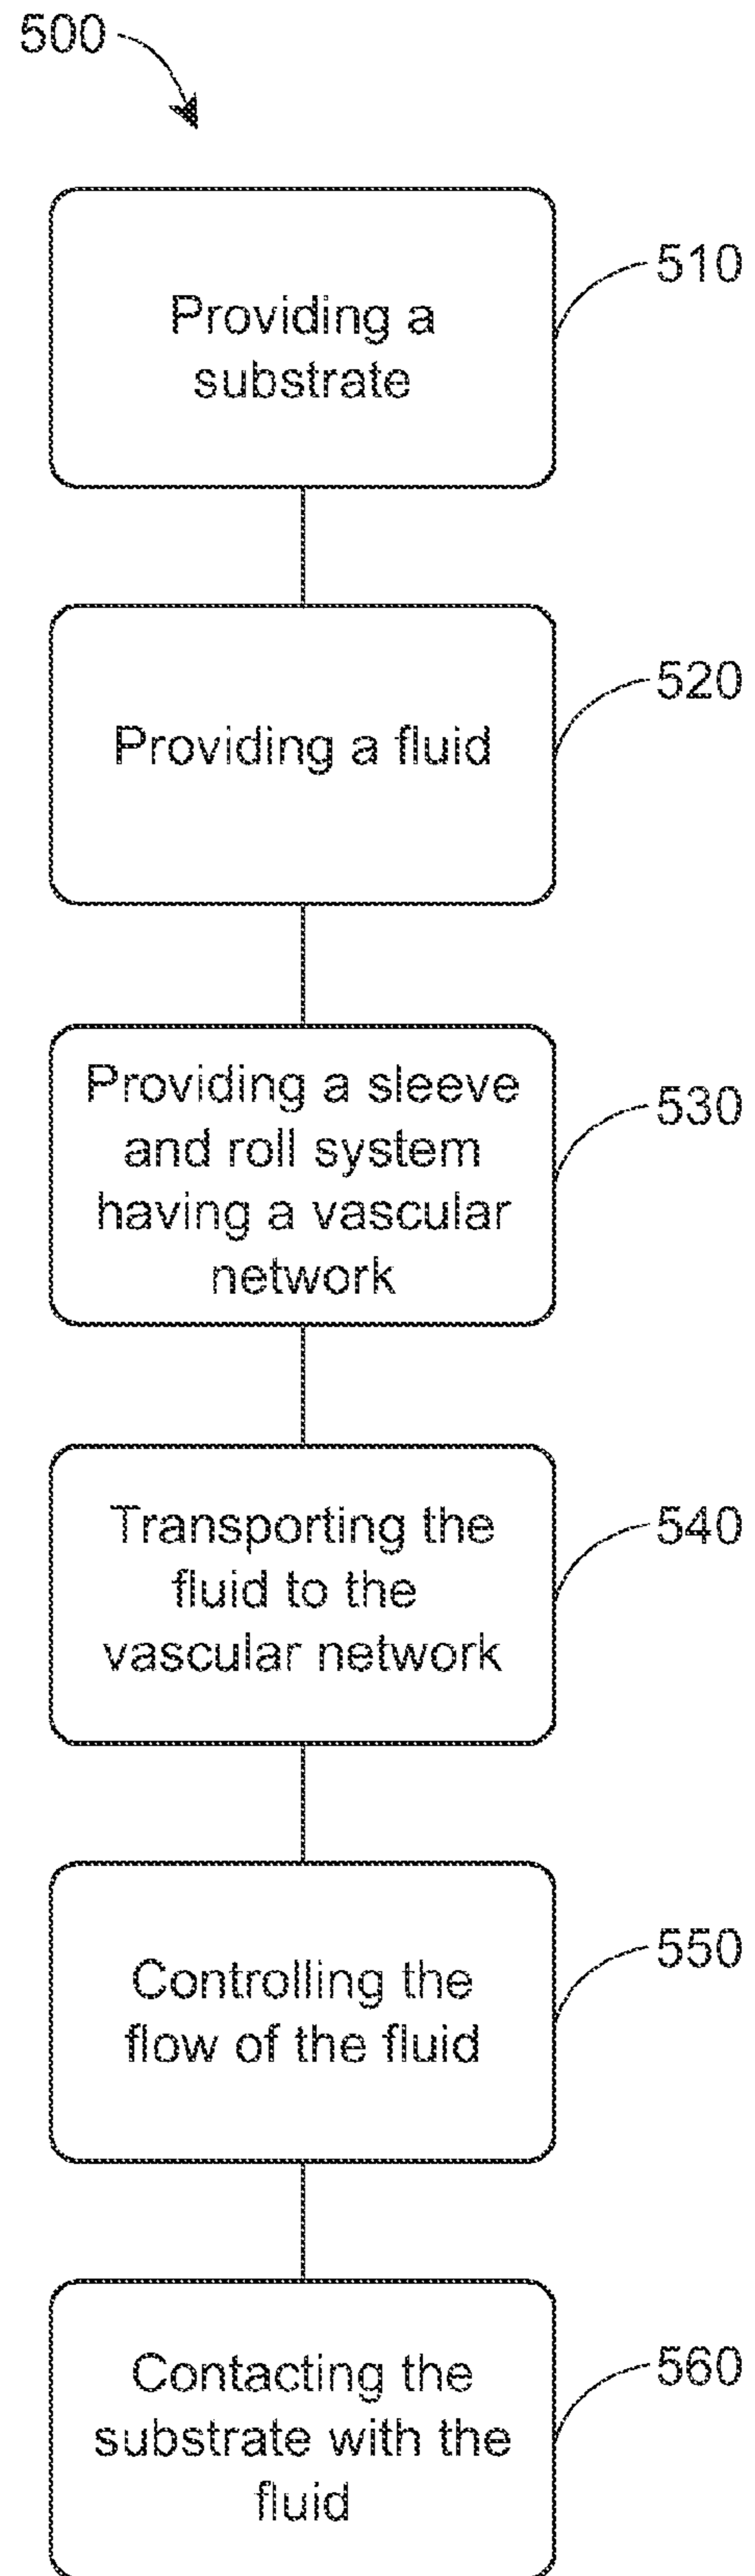 500
510
Providing a
substrate
520
Providing a fluid
530
Providing a sleeve
and roll system
having a vascular
network
540
Transporting the
fluid to the
vascular network
550
Controlling the
flow of the fluid
560
Contacting the
substrate with the
fluid